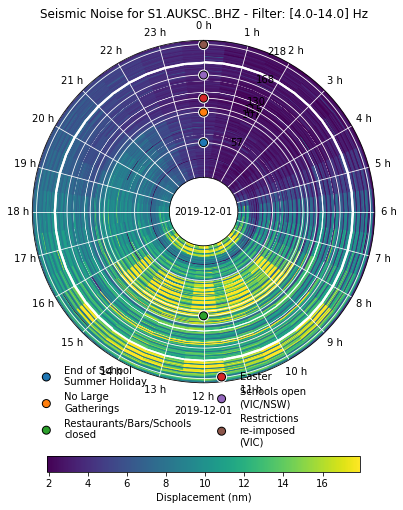 Seismic Noise for S1.AUKSC..BHZ - Filter: [4.0-14.0] Hz
0 h
23 h
1 h
22 h
218
2 h
21 h
168
3 h
20 h
4 h
19 h
57
5 h
18 h
2019-12-01
6 h
17 h
7 h
16 h
8 h
15 h
9 h
14 h
10 h
13 h
11 h
12 h
2019-12-01
End of School
Summer Holiday
No Large
Gatherings
Restaurants/Bars/Schools
closed
Easter
Schools open
(VIC/NSW)
Restrictions
re-imposed
(VIC)
2 4 6 8 10 12 14 16
Displacement (nm)